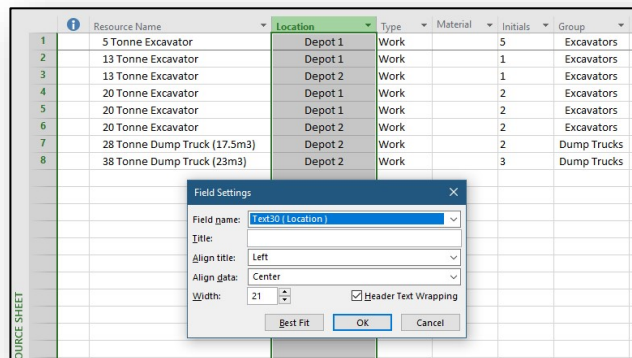 Resource Name Location Type Material Initials Group
1 5 Tonne Excavator Depot 1 Work 5 Excavators
2 13 Tonne Excavator Depot 1 Work 1 Excavators
3 13 Tonne Excavator Depot 2 Work 1 Excavators
4 20 Tonne Excavator Depot 1 Work 2 Excavators
5 20 Tonne Excavator Depot 1 Work 2 Excavators
6 20 Tonne Excavator Depot 2 Work 2 Excavators
7 28 Tonne Dump Truck (17.5m3) Depot 2 Work 2 Dump Trucks
8 38 Tonne Dump Truck (23m3) Depot 2 Work 3 Dump Trucks
Field Settings
Field name: Text30 ( Location )
Title:
Align title: Left
Align data: Center
Width: 21 Header Text Wrapping
Best Fit OK Cancel
OURCE SHEET